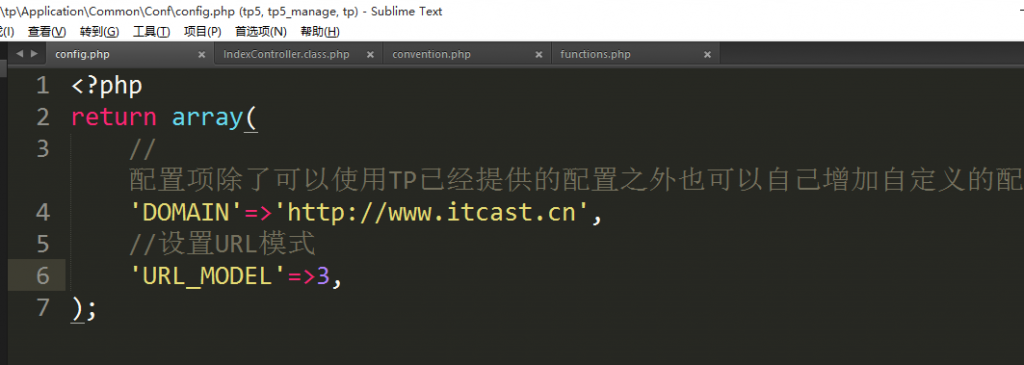 \tp\Application\Common\Conf\config.php (tp5, tp5_manage, tp) - Sublime Text
(I) 查看(V) 转到(G) 工具(T) 项目(P) 首选项(N) 帮助(H)
config.php × IndexController.class.php × convention.php × functions.php ×
1 <?php
2 return array(
3 //
配置项除了可以使用TP已经提供的配置之外也可以自己增加自定义的配
4 'DOMAIN'=>'http://www.itcast.cn',
5 //设置URL模式
6 'URL_MODEL'=>3,
7 );